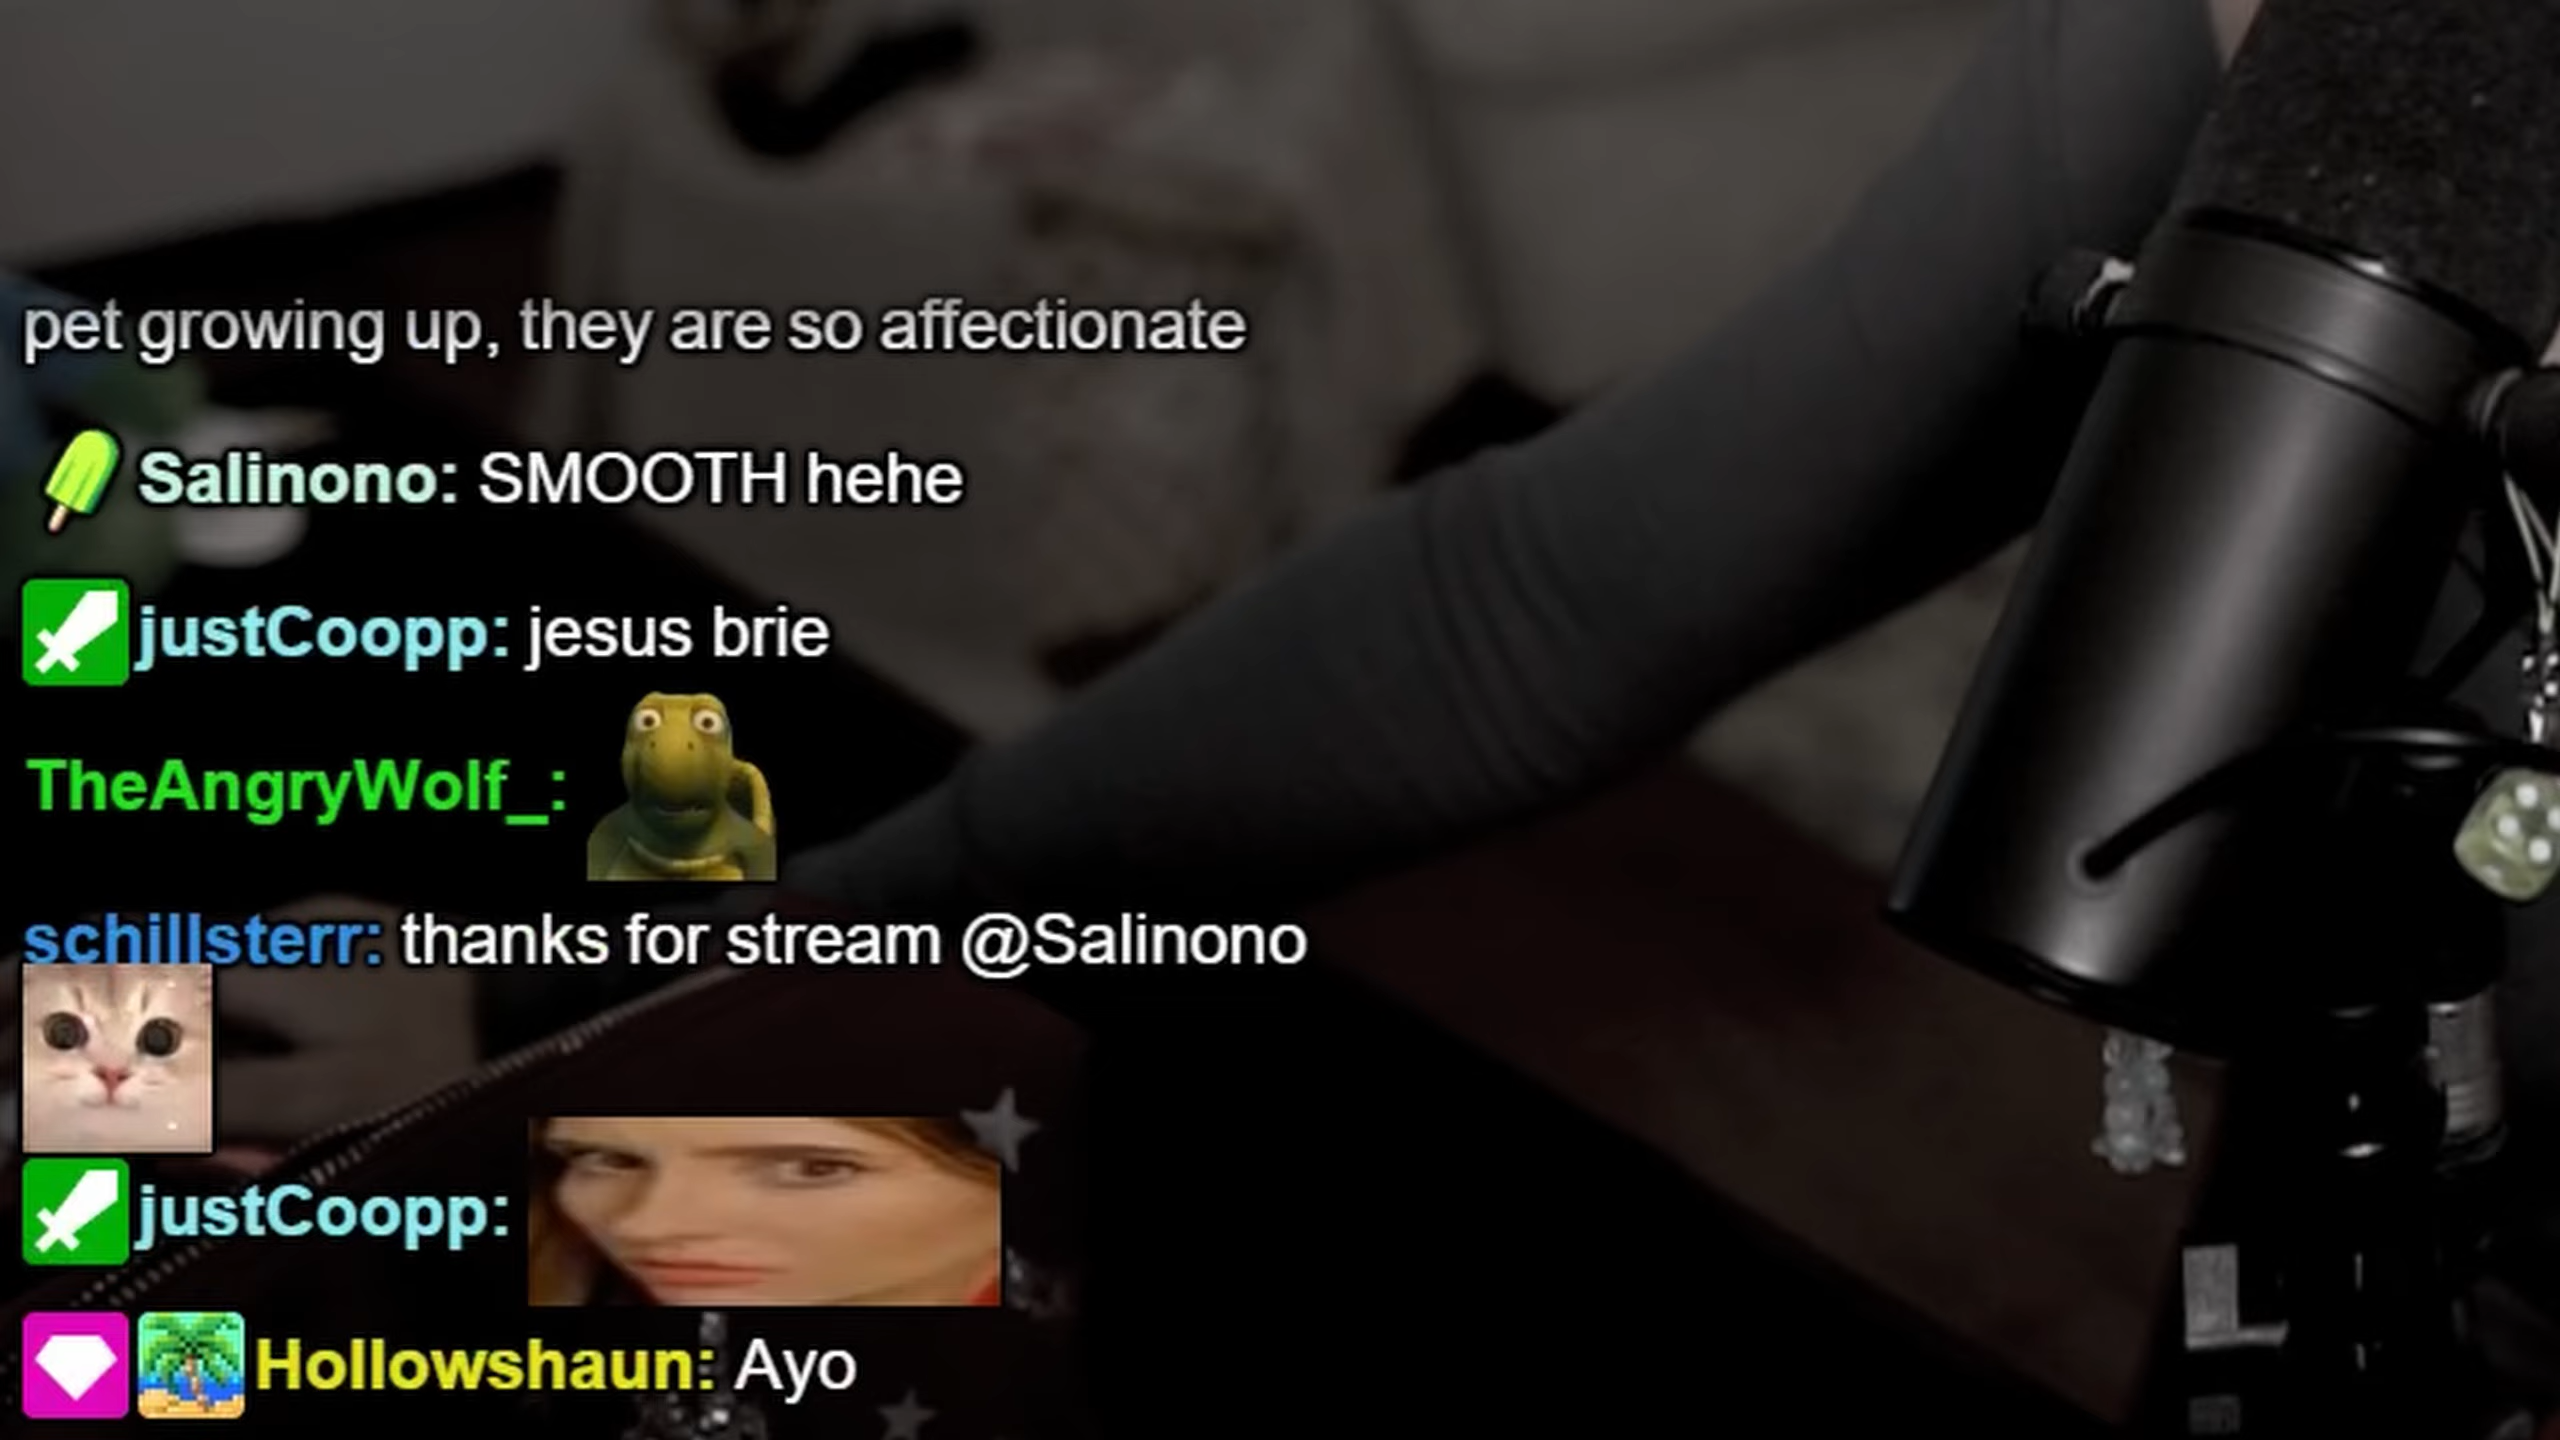 pet growing up, they are so affectionate
Salinono: SMOOTH hehe
justCoopp: jesus brie
TheAngryWolf_:
schillsterr: thanks for stream @Salinono
justCoopp:
Hollowshaun: Ayo